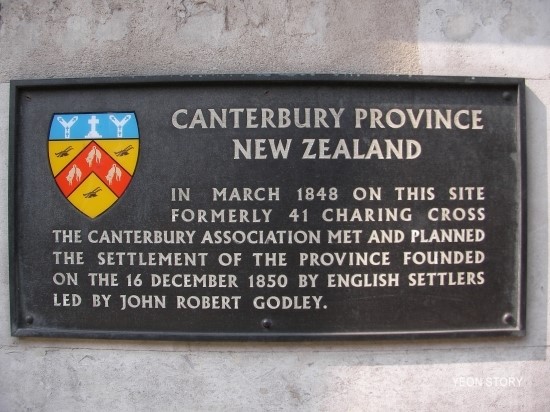 CANTERBURY PROVINCE
NEW ZEALAND
IN MARCH 1848 ON THIS SITE
FORMERLY 41 CHARING CROSS
THE CANTERBURY ASSOCIATION MET AND PLANNED
THE SETTLEMENT OF THE PROVINCE FOUNDED
ON THE 16 DECEMBER 1850 BY ENGLISH SETTLERS
LED BY JOHN ROBERT GODLEY.
YEON STORY